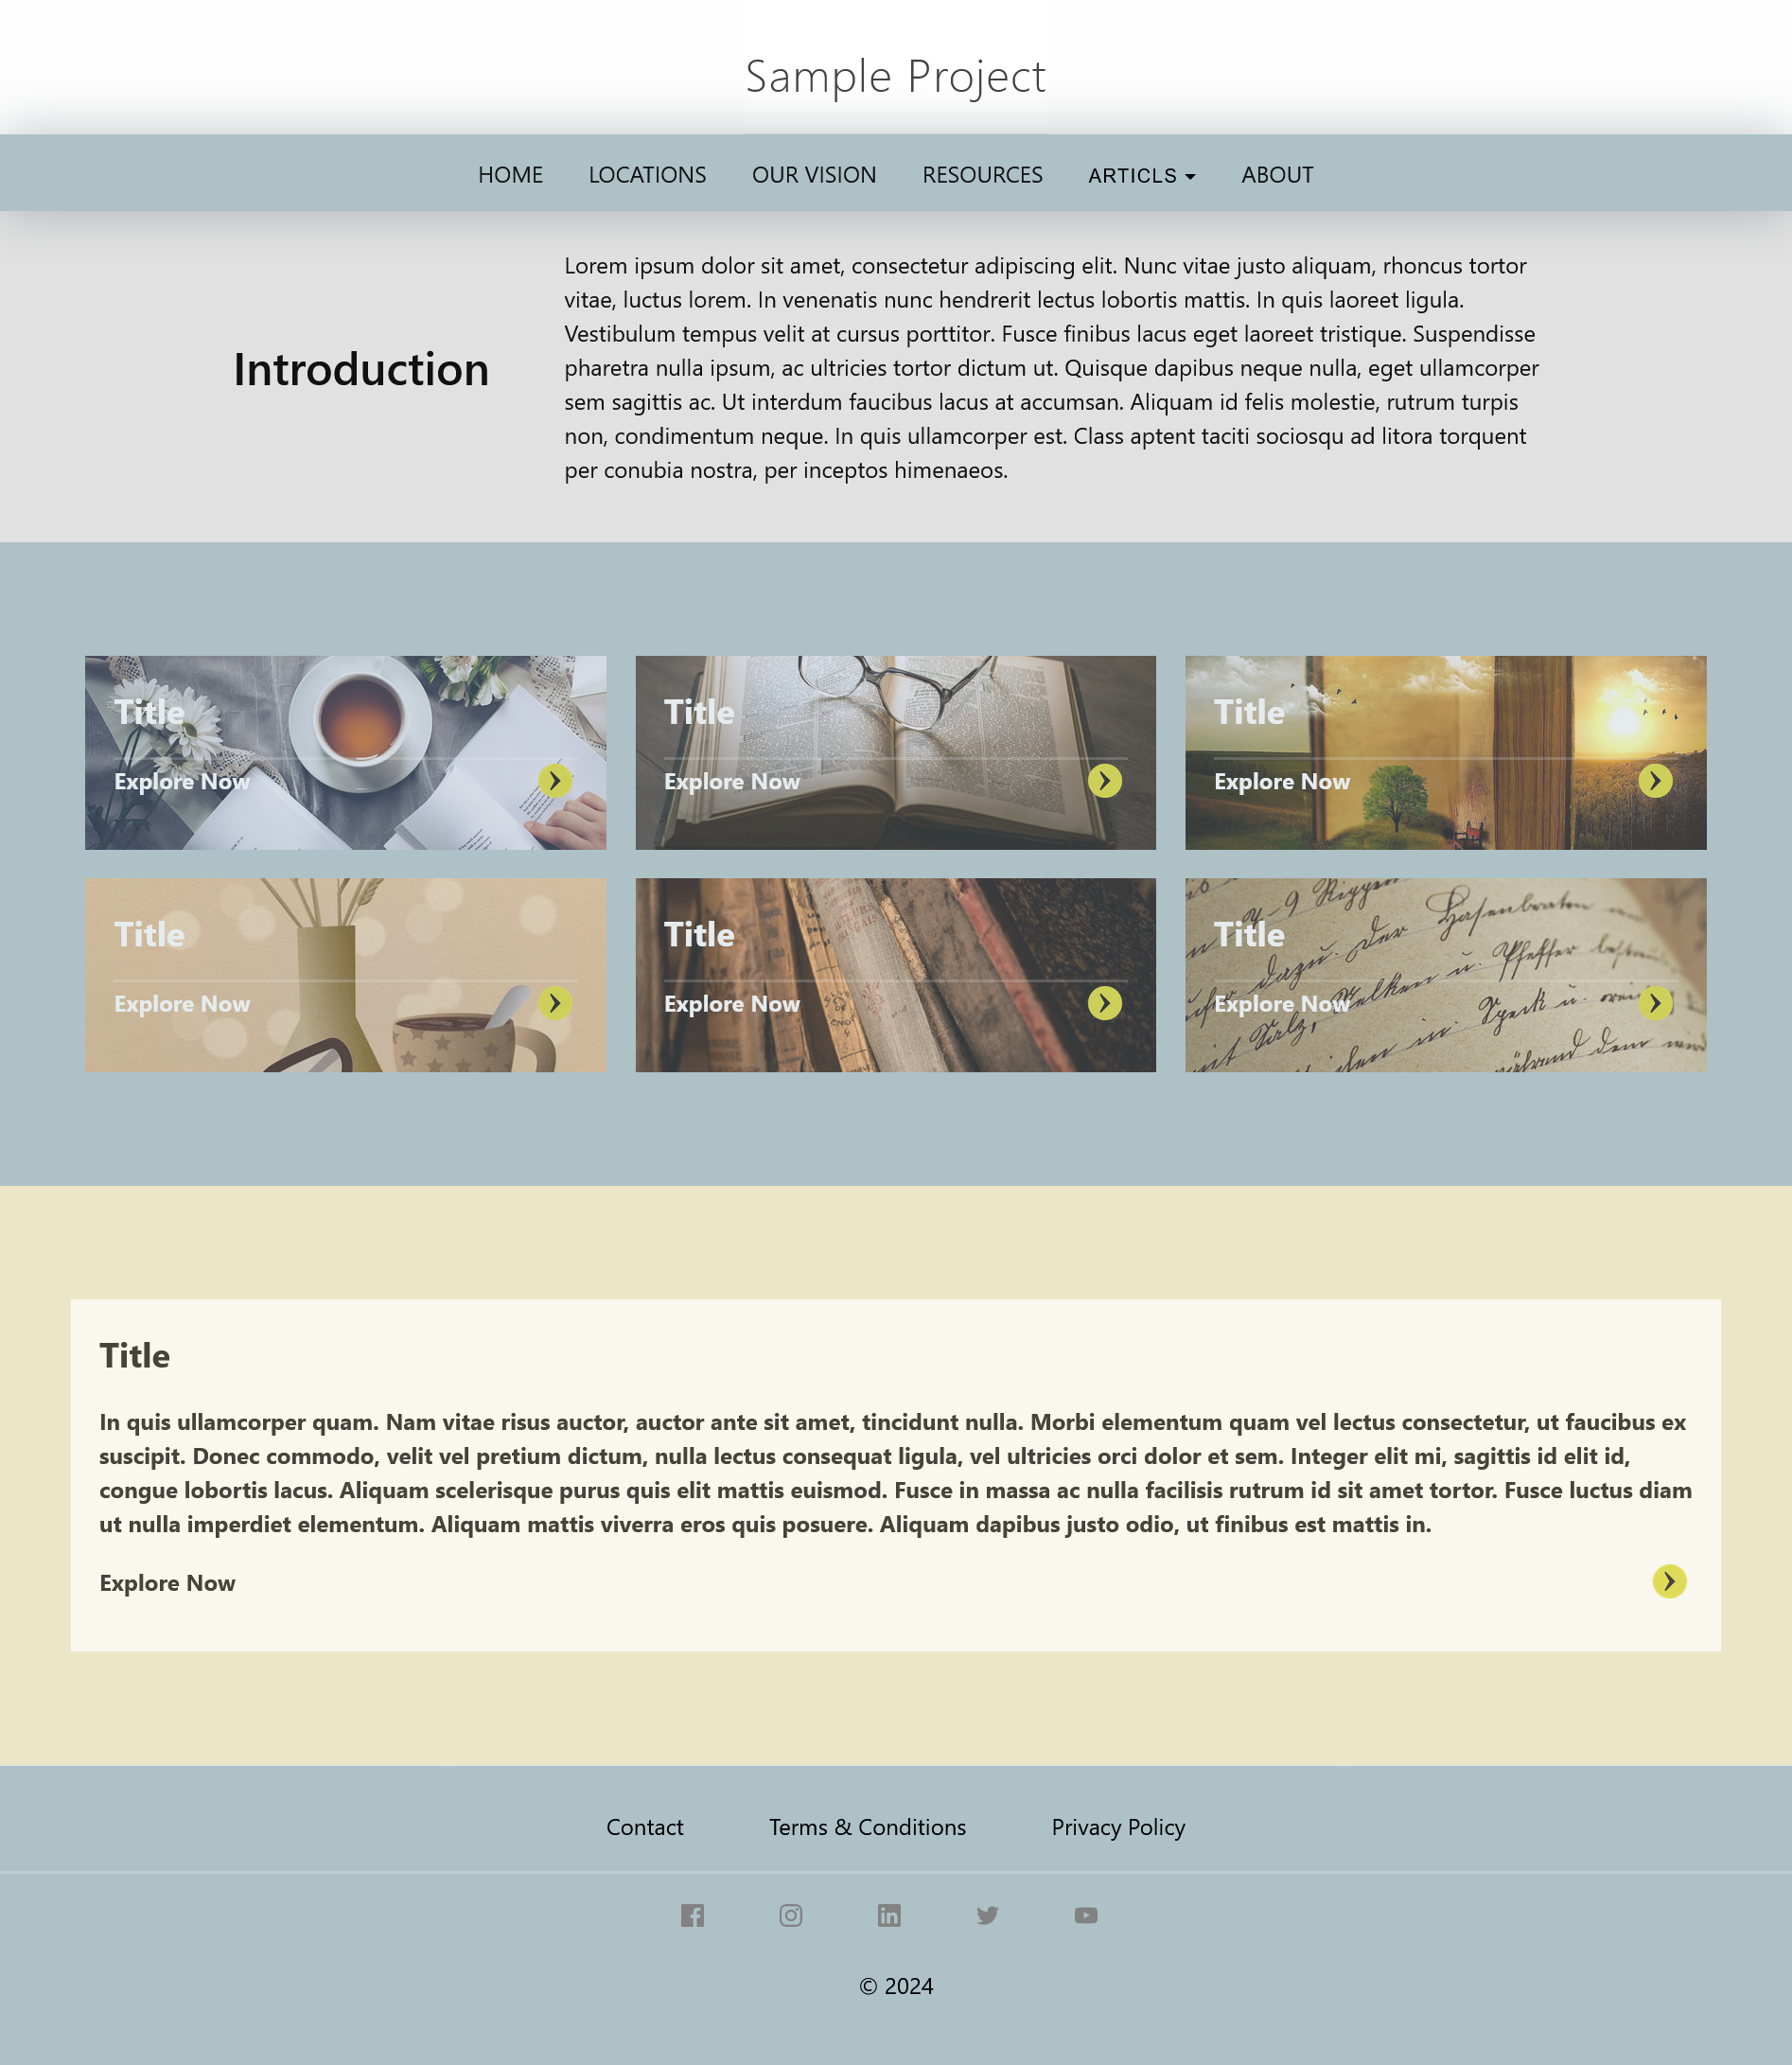 Sample Project
HOME LOCATIONS OUR VISION RESOURCES ARTICLS ABOUT
Introduction
Lorem ipsum dolor sit amet, consectetur adipiscing elit. Nunc vitae justo aliquam, rhoncus tortor
vitae, luctus lorem. In venenatis nunc hendrerit lectus lobortis mattis. In quis laoreet ligula.
Vestibulum tempus velit at cursus porttitor. Fusce finibus lacus eget laoreet tristique. Suspendisse
pharetra nulla ipsum, ac ultricies tortor dictum ut. Quisque dapibus neque nulla, eget ullamcorper
sem sagittis ac. Ut interdum faucibus lacus at accumsan. Aliquam id felis molestie, rutrum turpis
non, condimentum neque. In quis ullamcorper est. Class aptent taciti sociosqu ad litora torquent
per conubia nostra, per inceptos himenaeos.
Title
Explore Now
Title
Explore Now
Title
Explore Now
Title
Explore Now
Title
Explore Now
Title
Explore Now
Title
In quis ullamcorper quam. Nam vitae risus auctor, auctor ante sit amet, tincidunt nulla. Morbi elementum quam vel lectus consectetur, ut faucibus ex
suscipit. Donec commodo, velit vel pretium dictum, nulla lectus consequat ligula, vel ultricies orci dolor et sem. Integer elit mi, sagittis id elit id,
congue lobortis lacus. Aliquam scelerisque purus quis elit mattis euismod. Fusce in massa ac nulla facilisis rutrum id sit amet tortor. Fusce luctus diam
ut nulla imperdiet elementum. Aliquam mattis viverra eros quis posuere. Aliquam dapibus justo odio, ut finibus est mattis in.
Explore Now
Contact Terms & Conditions Privacy Policy
© 2024